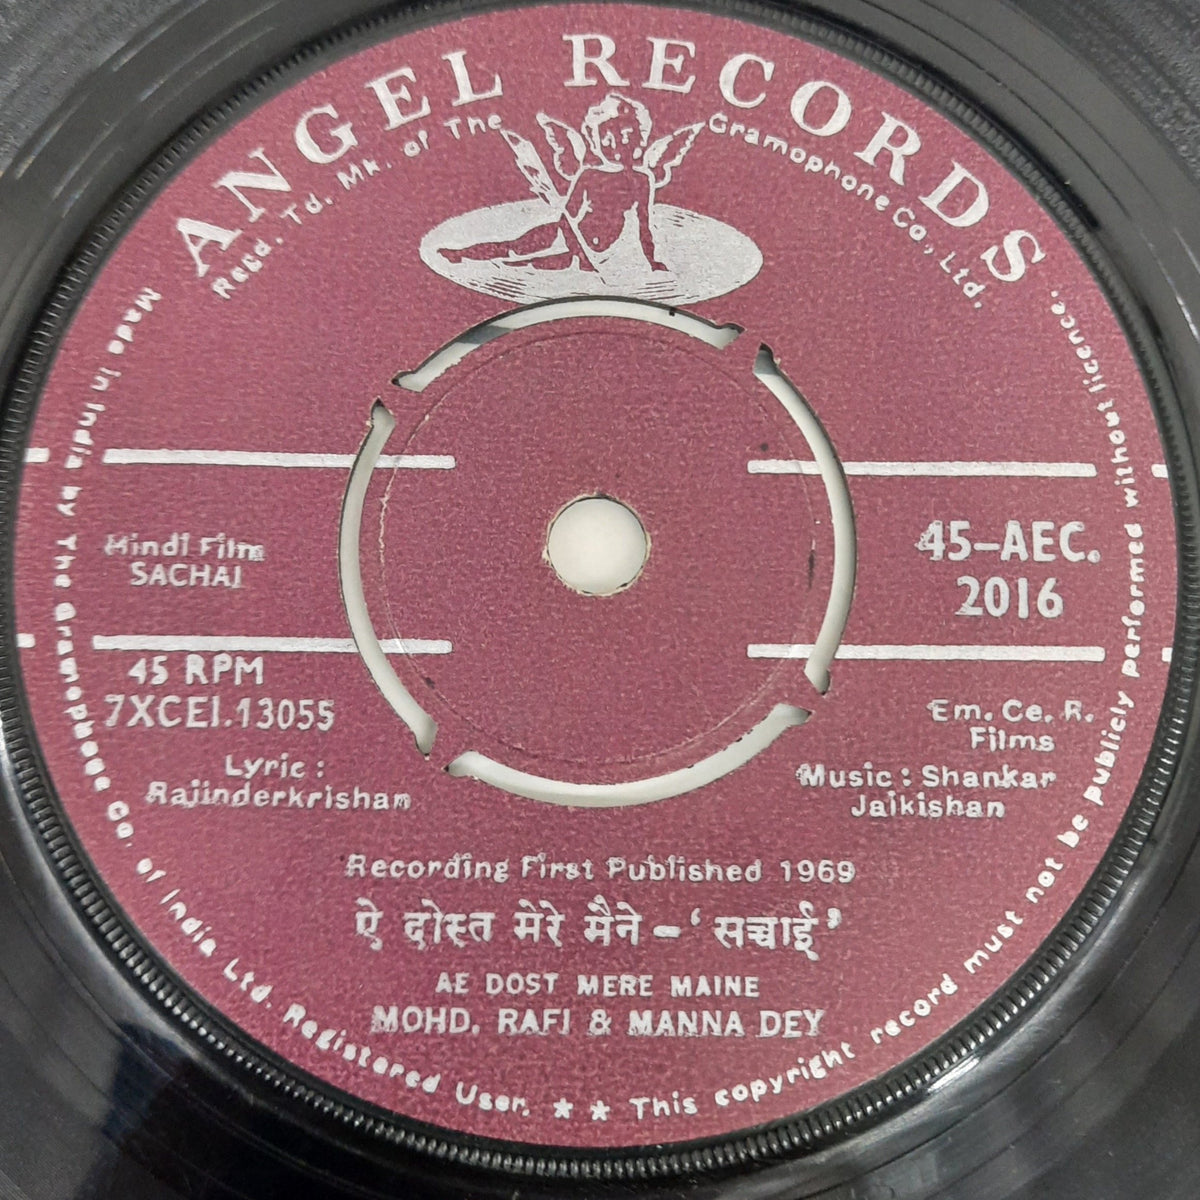 ANGEL RECORDS
Regd. Td. Mk. of The Gramophone Co., Ltd.
Hindi Film
SACHAI
45-AEC.
2016
45 RPM
7XCEI.13055
Em. Ce. R.
Films
Lyric :
Rajinderkrishan
Music : Shankar
Jaikishan
Recording First Published 1969
ऐ दोस्त मेरे मैने - ‘सच्चाई’
AE DOST MERE MAINE
MOHD. RAFI & MANNA DEY
Made in India by The Gramophone Co. of India Ltd. Registered User. ★ ★ This copyright record must not be publicly performed without licence.